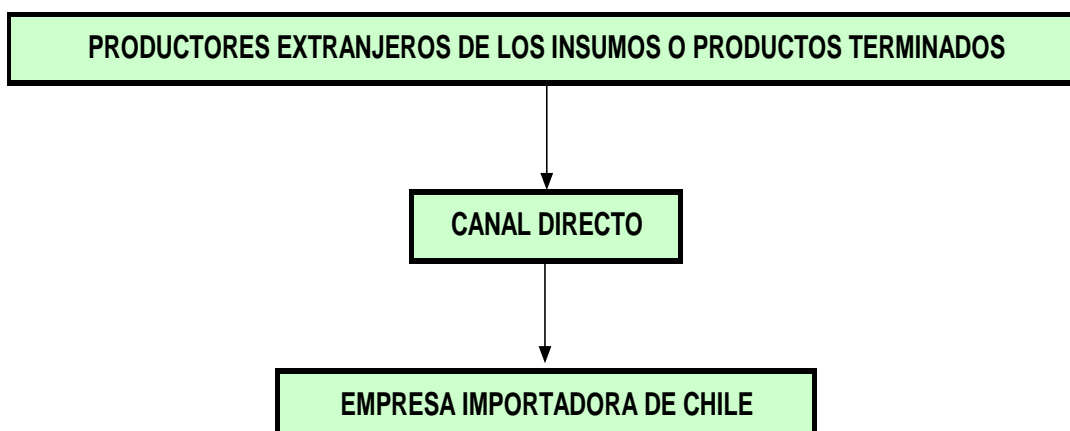 PRODUCTORES EXTRANJEROS DE LOS INSUMOS O PRODUCTOS TERMINADOS
CANAL DIRECTO
EMPRESA IMPORTADORA DE CHILE